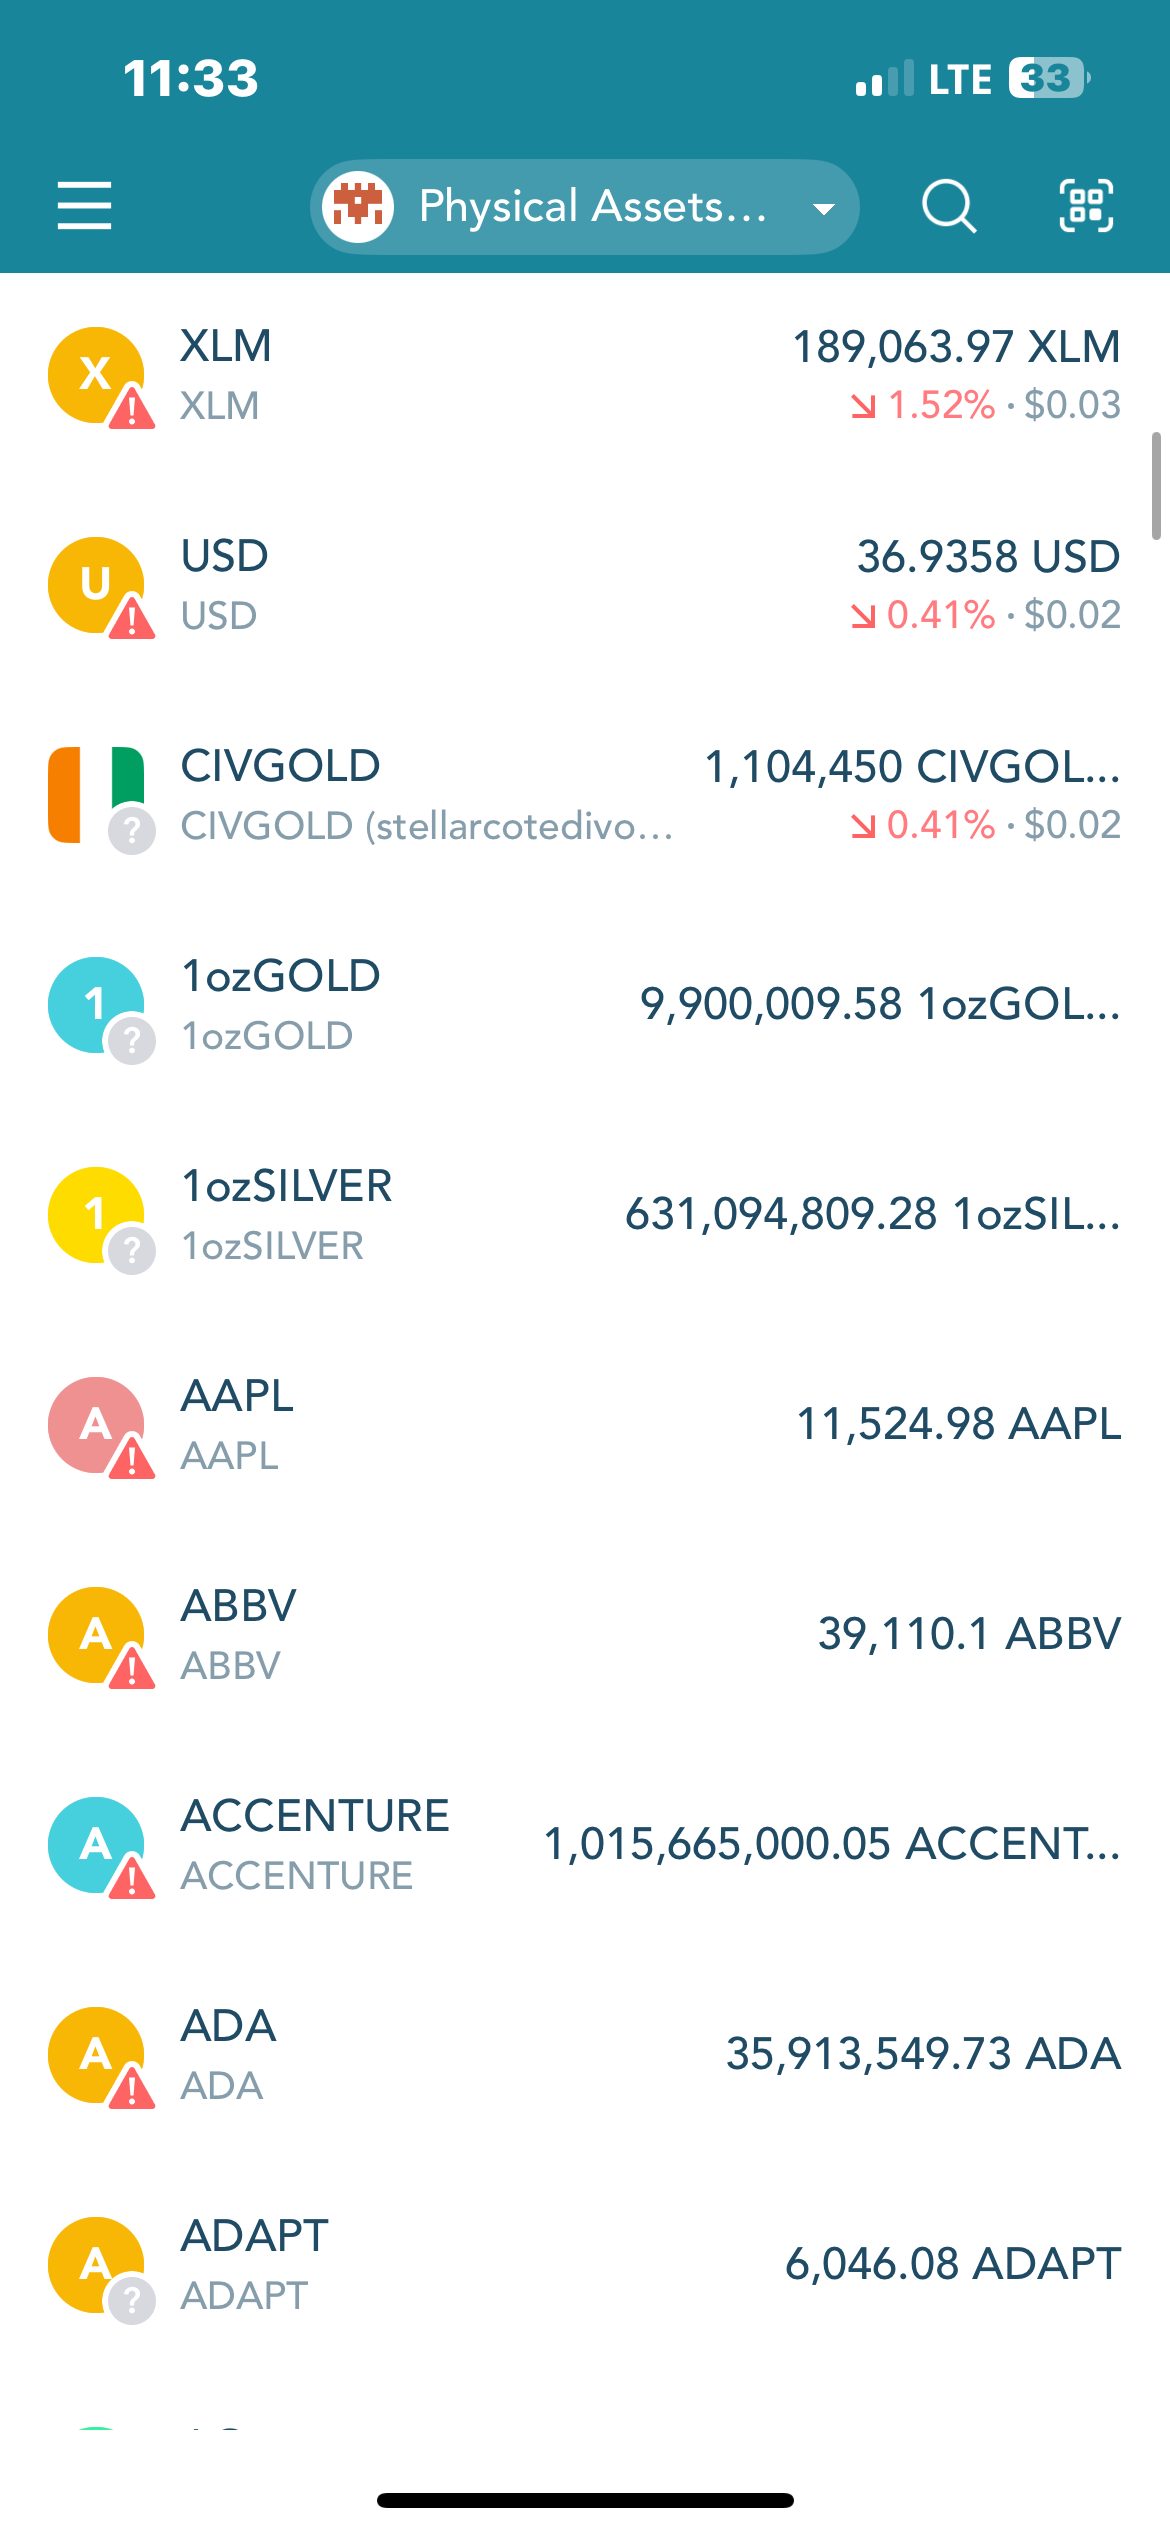 11:33
LTE 33
Physical Assets...
X XLM 189,063.97 XLM
XLM 1.52% · $0.03
U USD 36.9358 USD
USD 0.41% · $0.02
CIVGOLD 1,104,450 CIVGOL...
? CIVGOLD (stellarcotedivo... 0.41% · $0.02
1 1ozGOLD 9,900,009.58 1ozGOL...
? 1ozGOLD
1 1ozSILVER 631,094,809.28 1ozSIL...
? 1ozSILVER
A AAPL 11,524.98 AAPL
! AAPL
A ABBV 39,110.1 ABBV
! ABBV
A ACCENTURE 1,015,665,000.05 ACCENT...
! ACCENTURE
A ADA 35,913,549.73 ADA
! ADA
A ADAPT 6,046.08 ADAPT
? ADAPT